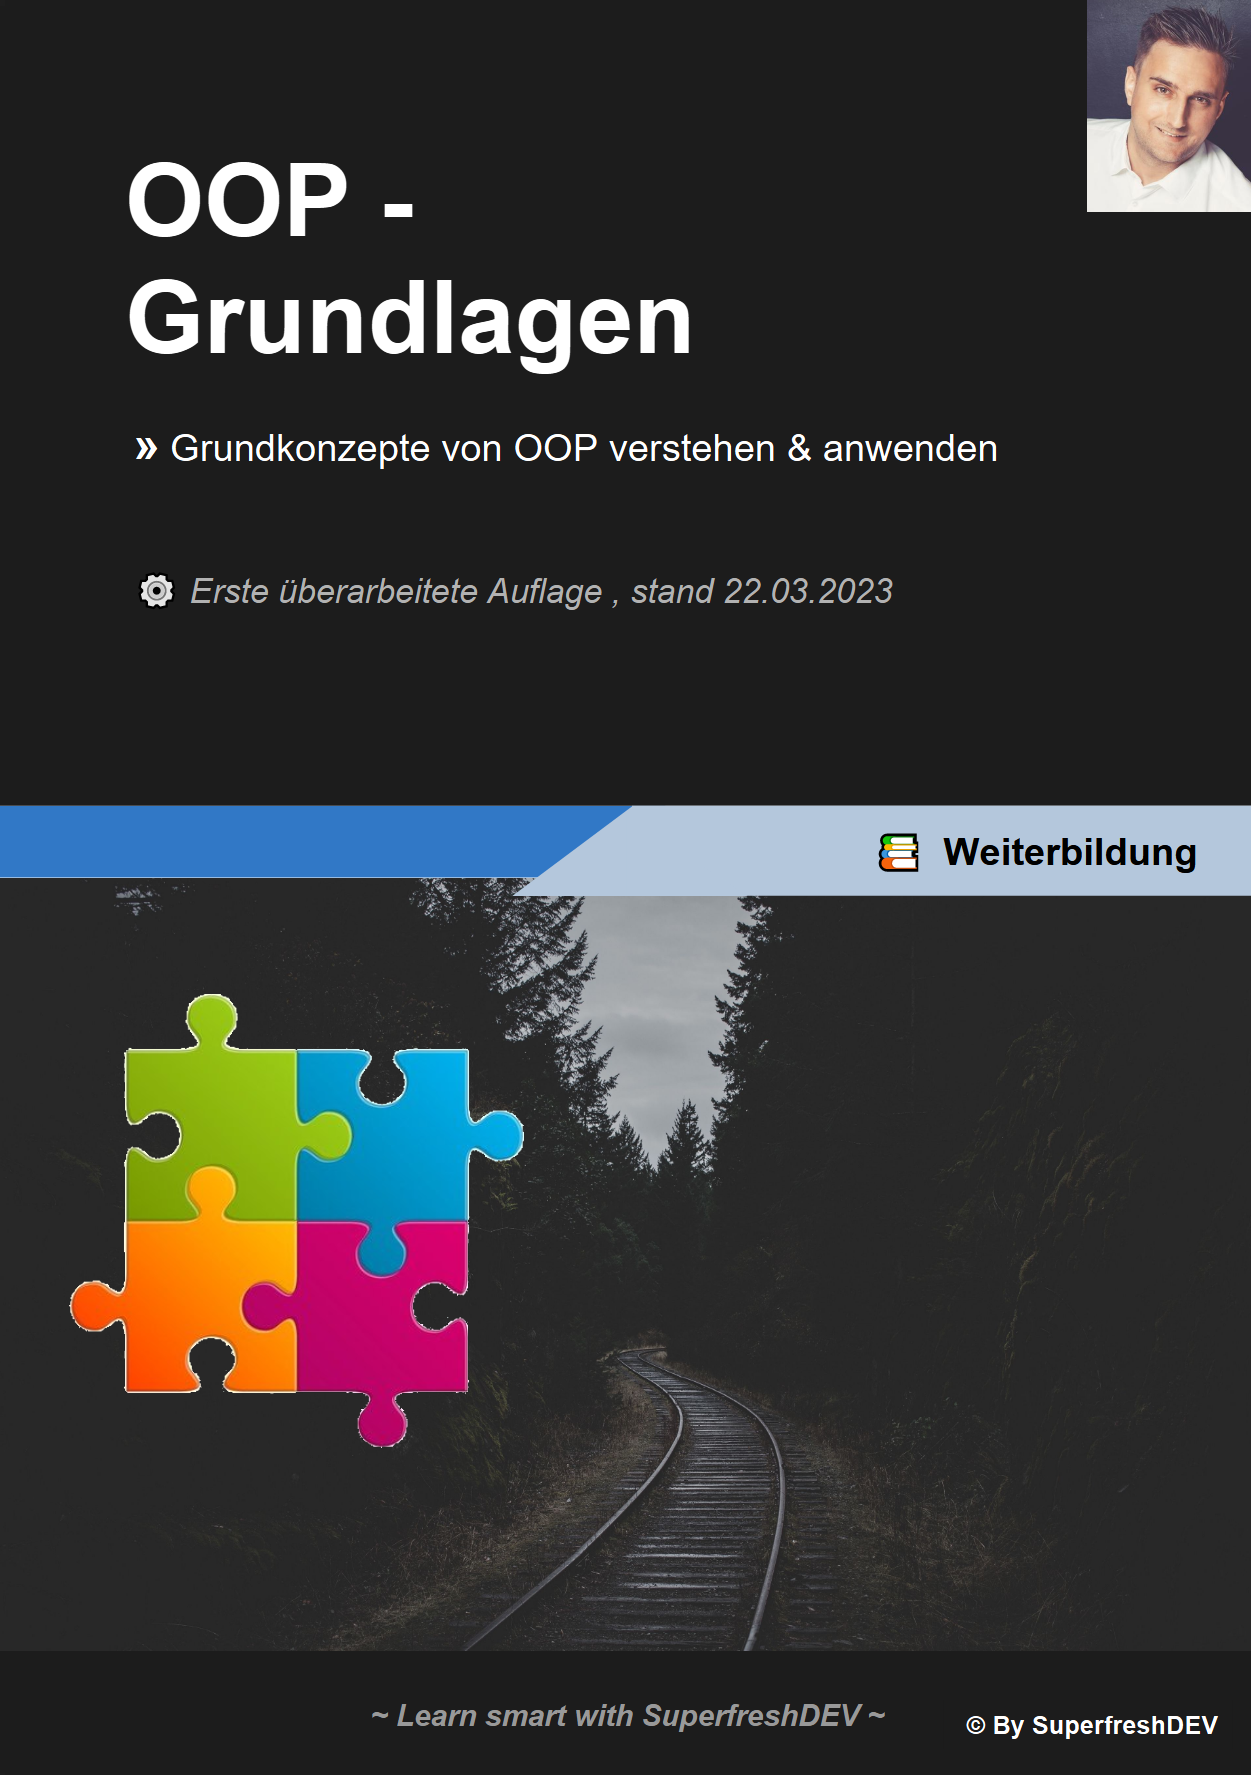 OOP -
Grundlagen
» Grundkonzepte von OOP verstehen & anwenden
Erste überarbeitete Auflage , stand 22.03.2023
Weiterbildung
~ Learn smart with SuperfreshDEV ~
© By SuperfreshDEV